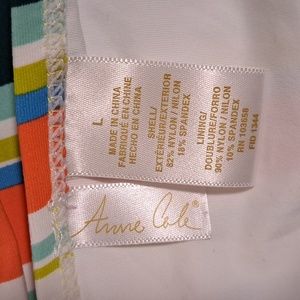 L
MADE IN CHINA
FABRIQUÉ EN CHINE
HECHO EN CHINA
SHELL/
EXTÉRIEUR/EXTERIOR
82% NYLON / NILON
18% SPANDEX
LINING/
DOUBLURE/FORRO
90% NYLON / NILON
10% SPANDEX
RN 103658
FID 1344
Anne Cole